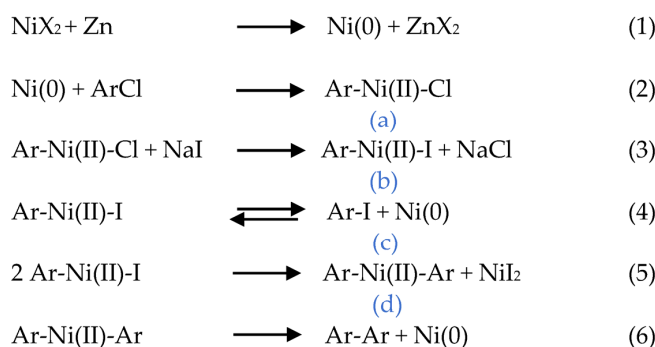 NiX₂ + Zn ⟶ Ni(0) + ZnX₂ (1)
Ni(0) + ArCl ⟶ Ar-Ni(II)-Cl (2)
(a)
Ar-Ni(II)-Cl + NaI ⟶ Ar-Ni(II)-I + NaCl (3)
(b)
Ar-Ni(II)-I ⇌ Ar-I + Ni(0) (4)
(c)
2 Ar-Ni(II)-I ⟶ Ar-Ni(II)-Ar + NiI₂ (5)
(d)
Ar-Ni(II)-Ar ⟶ Ar-Ar + Ni(0) (6)